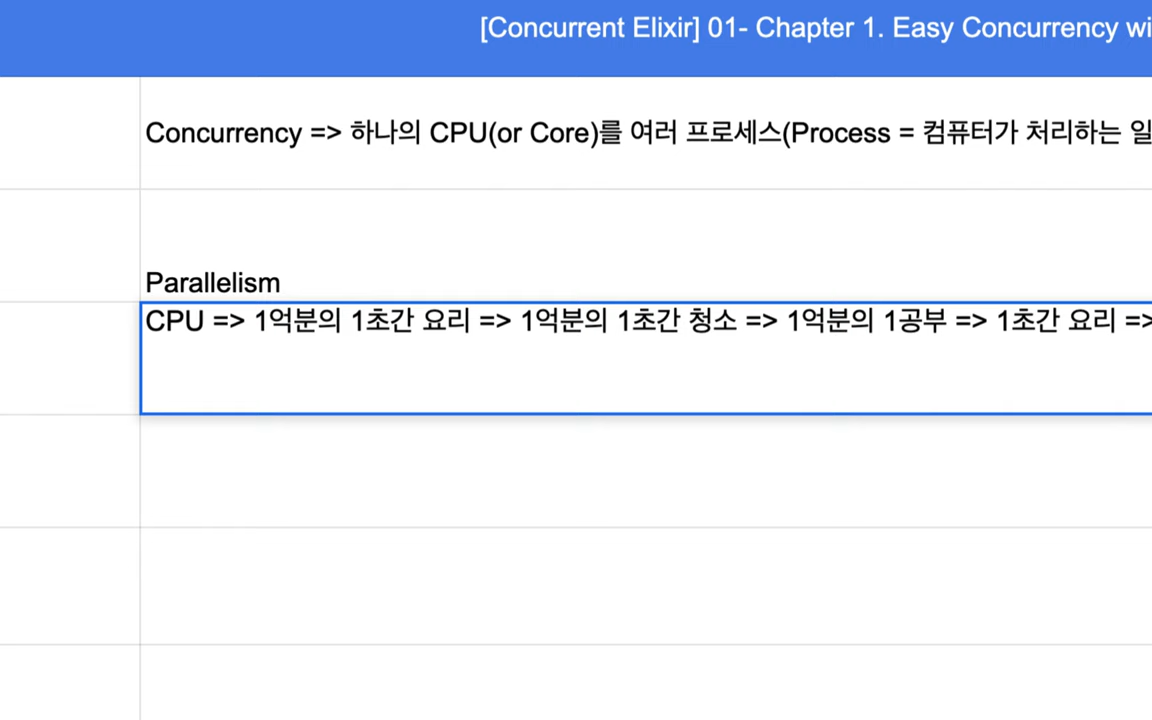 [Concurrent Elixir] 01- Chapter 1. Easy Concurrency wi
Concurrency => 하나의 CPU(or Core)를 여러 프로세스(Process = 컴퓨터가 처리하는 일
Parallelism
CPU => 1억분의 1초간 요리 => 1억분의 1초간 청소 => 1억분의 1공부 => 1초간 요리 =>